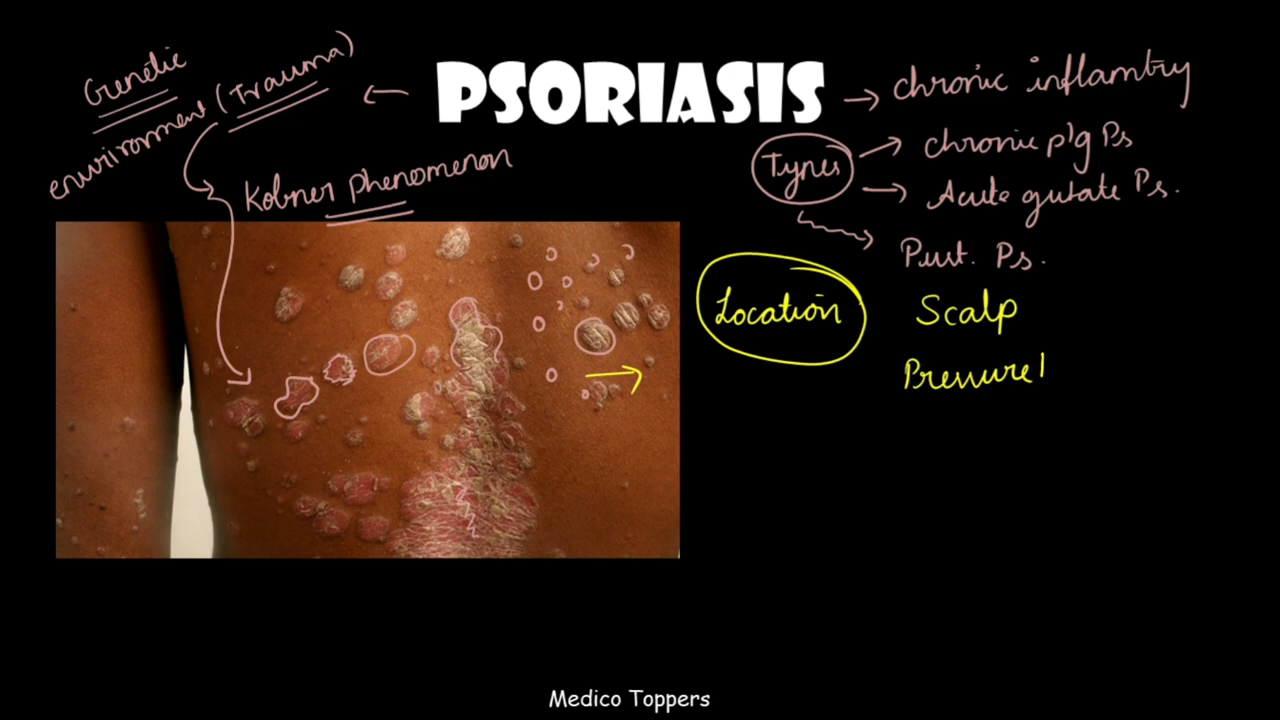 Genetic
environment (Trauma)
Kobner phenomenon
PSORIASIS
chronic inflamtry
Types
chronic plg Ps
Acute gutate Ps.
Pust. Ps.
Location
Scalp
Pressure
Medico Toppers